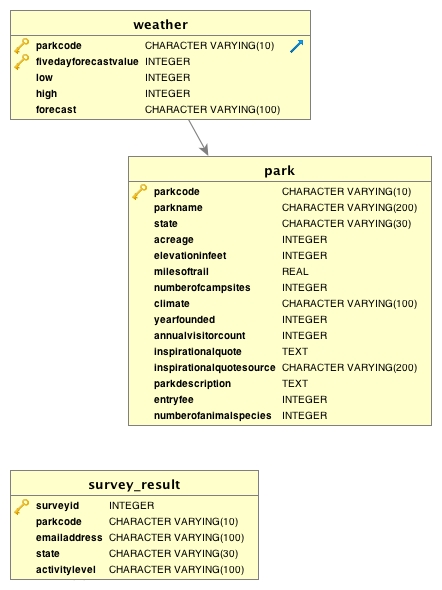 weather
parkcode CHARACTER VARYING(10)
fivedayforecastvalue INTEGER
low INTEGER
high INTEGER
forecast CHARACTER VARYING(100)
park
parkcode CHARACTER VARYING(10)
parkname CHARACTER VARYING(200)
state CHARACTER VARYING(30)
acreage INTEGER
elevationinfeet INTEGER
milesoftrail REAL
numberofcampsites INTEGER
climate CHARACTER VARYING(100)
yearfounded INTEGER
annualvisitorcount INTEGER
inspirationalquote TEXT
inspirationalquotesource CHARACTER VARYING(200)
parkdescription TEXT
entryfee INTEGER
numberofanimalspecies INTEGER
survey_result
surveyid INTEGER
parkcode CHARACTER VARYING(10)
emailaddress CHARACTER VARYING(100)
state CHARACTER VARYING(30)
activitylevel CHARACTER VARYING(100)